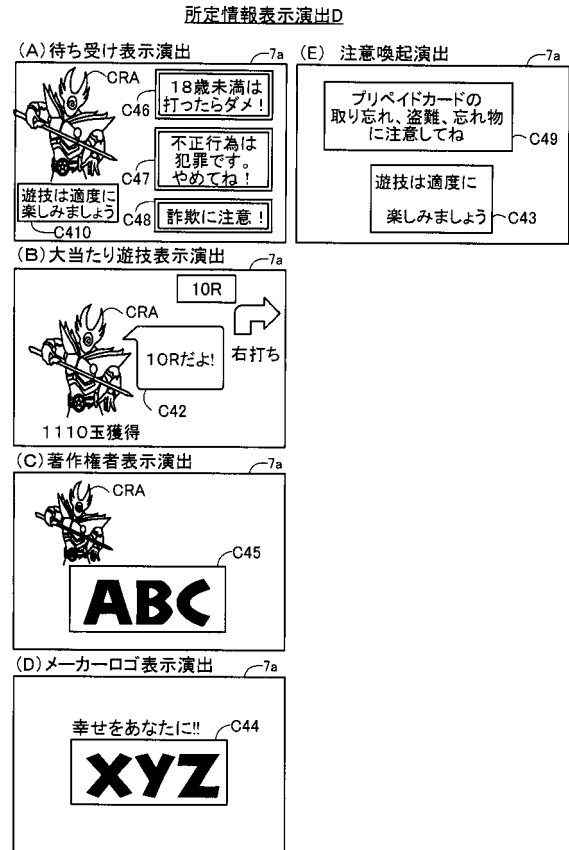 所定情報表示演出D
(A)待ち受け表示演出
7a
CRA
C46
18歳未満は
打ったらダメ！
C47
不正行為は
犯罪です。
やめてね！
C48
詐欺に注意！
遊技は適度に
楽しみましょう
C410
(B)大当たり遊技表示演出
7a
10R
CRA
10Rだよ!
右打ち
C42
1110玉獲得
(C)著作権者表示演出
7a
CRA
C45
ABC
(D)メーカーロゴ表示演出
7a
幸せをあなたに!!
C44
XYZ
(E) 注意喚起演出
7a
プリペイドカードの
取り忘れ、盗難、忘れ物
に注意してね
C49
遊技は適度に
楽しみましょう
C43